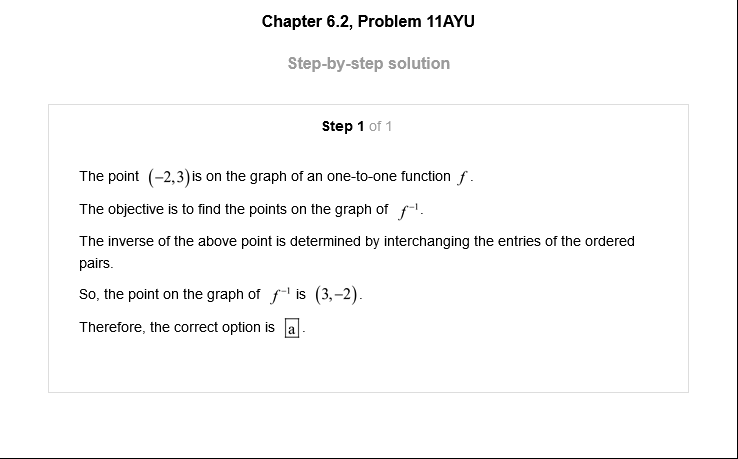 Chapter 6.2, Problem 11AYU
Step-by-step solution
Step 1 of 1
The point (−2,3) is on the graph of an one-to-one function f .
The objective is to find the points on the graph of f⁻¹.
The inverse of the above point is determined by interchanging the entries of the ordered
pairs.
So, the point on the graph of f⁻¹ is (3,−2).
Therefore, the correct option is a .